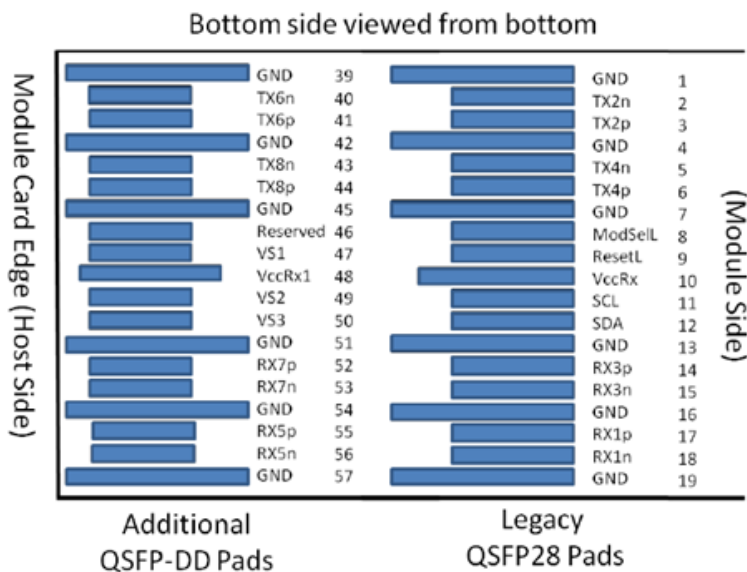 Bottom side viewed from bottom
Module Card Edge (Host Side)
GND 39 GND 1
TX6n 40 TX2n 2
TX6p 41 TX2p 3
GND 42 GND 4
TX8n 43 TX4n 5
TX8p 44 TX4p 6
GND 45 GND 7
Reserved 46 ModSelL 8
VS1 47 ResetL 9
VccRx1 48 VccRx 10
VS2 49 SCL 11
VS3 50 SDA 12
GND 51 GND 13
RX7p 52 RX3p 14
RX7n 53 RX3n 15
GND 54 GND 16
RX5p 55 RX1p 17
RX5n 56 RX1n 18
GND 57 GND 19
(Module Side)
Additional
QSFP-DD Pads
Legacy
QSFP28 Pads